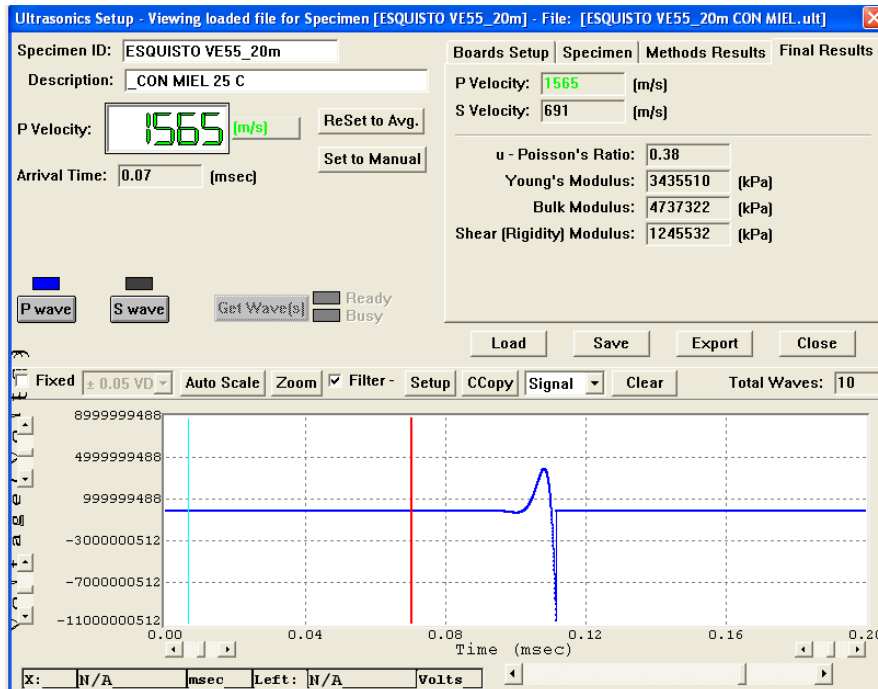 Ultrasonics Setup - Viewing loaded file for Specimen [ESQUISTO VE55_20m] - File: [ESQUISTO VE55_20m CON MIEL.ult]
Specimen ID: ESQUISTO VE55_20m
Description: _CON MIEL 25 C
P Velocity: 1565 (m/s)
ReSet to Avg.
Set to Manual
Arrival Time: 0.07 (msec)
Boards Setup Specimen Methods Results Final Results
P Velocity: 1565 (m/s)
S Velocity: 691 (m/s)
u - Poisson's Ratio: 0.38
Young's Modulus: 3435510 (kPa)
Bulk Modulus: 4737322 (kPa)
Shear (Rigidity) Modulus: 1245532 (kPa)
P wave S wave Get Wave(s) Ready
Busy
Load Save Export Close
Fixed ± 0.05 VD Auto Scale Zoom Filter - Setup CCopy Signal Clear Total Waves: 10
8999999488
4999999488
999999488
-3000000512
-7000000512
-11000000512
0.00 0.04 0.08 0.12 0.16 0.20
Time (msec)
X: N/A msec Left: N/A Volts